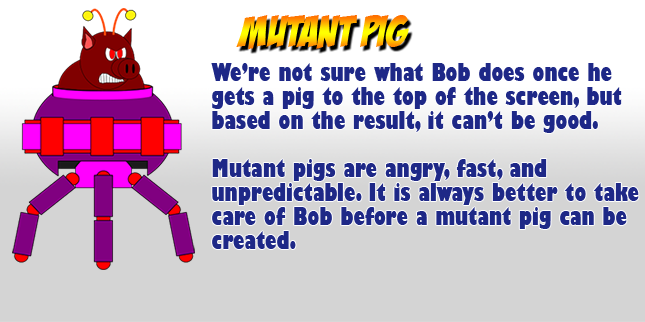 MUTANT PIG
We're not sure what Bob does once he
gets a pig to the top of the screen, but
based on the result, it can't be good.
Mutant pigs are angry, fast, and
unpredictable. It is always better to take
care of Bob before a mutant pig can be
created.